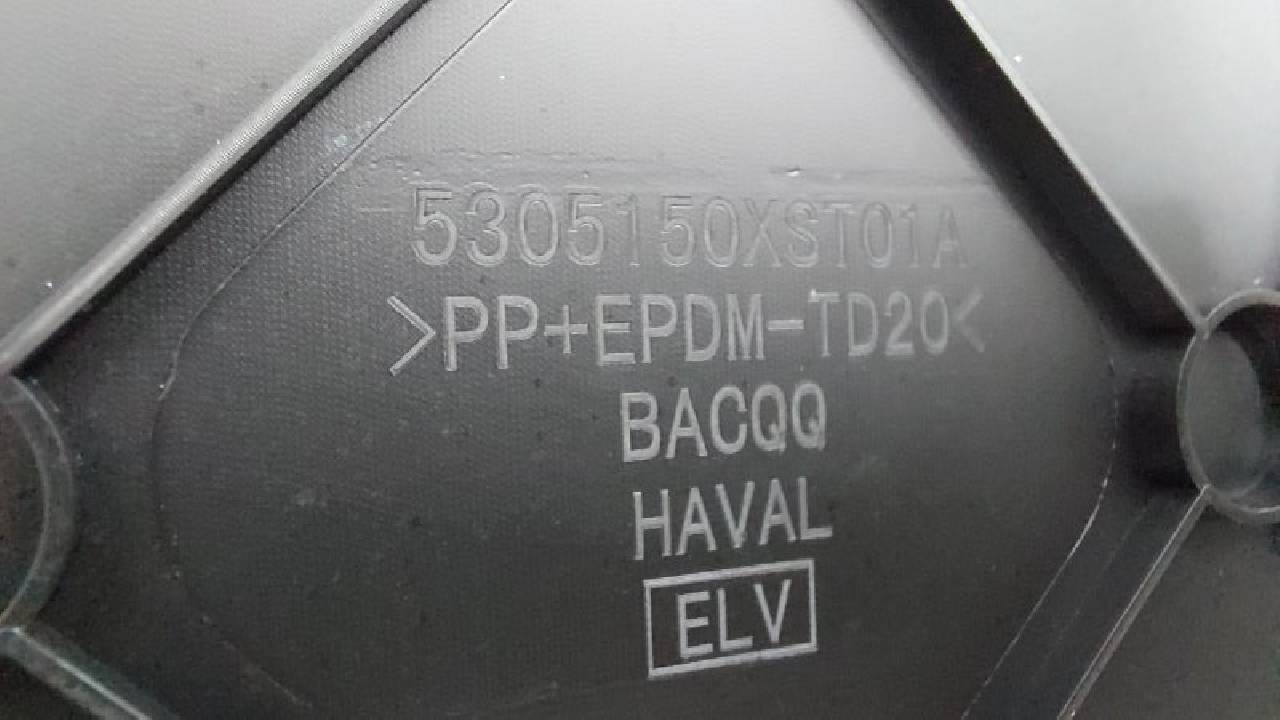 5305150XST01A
>PP+EPDM-TD20<
BACQQ
HAVAL
ELV